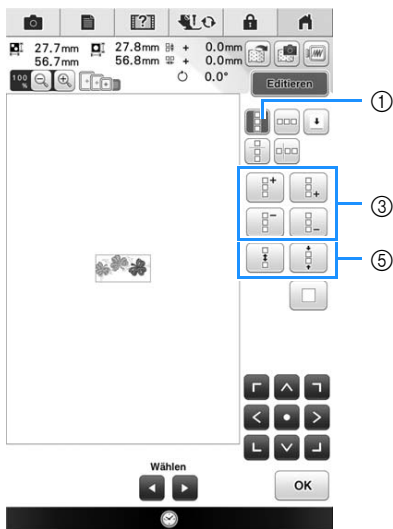 27.7mm 27.8mm + 0.0mm
56.7mm 56.8mm + 0.0mm
100 % 0.0°
Editieren
①
③
⑤
Wählen
OK